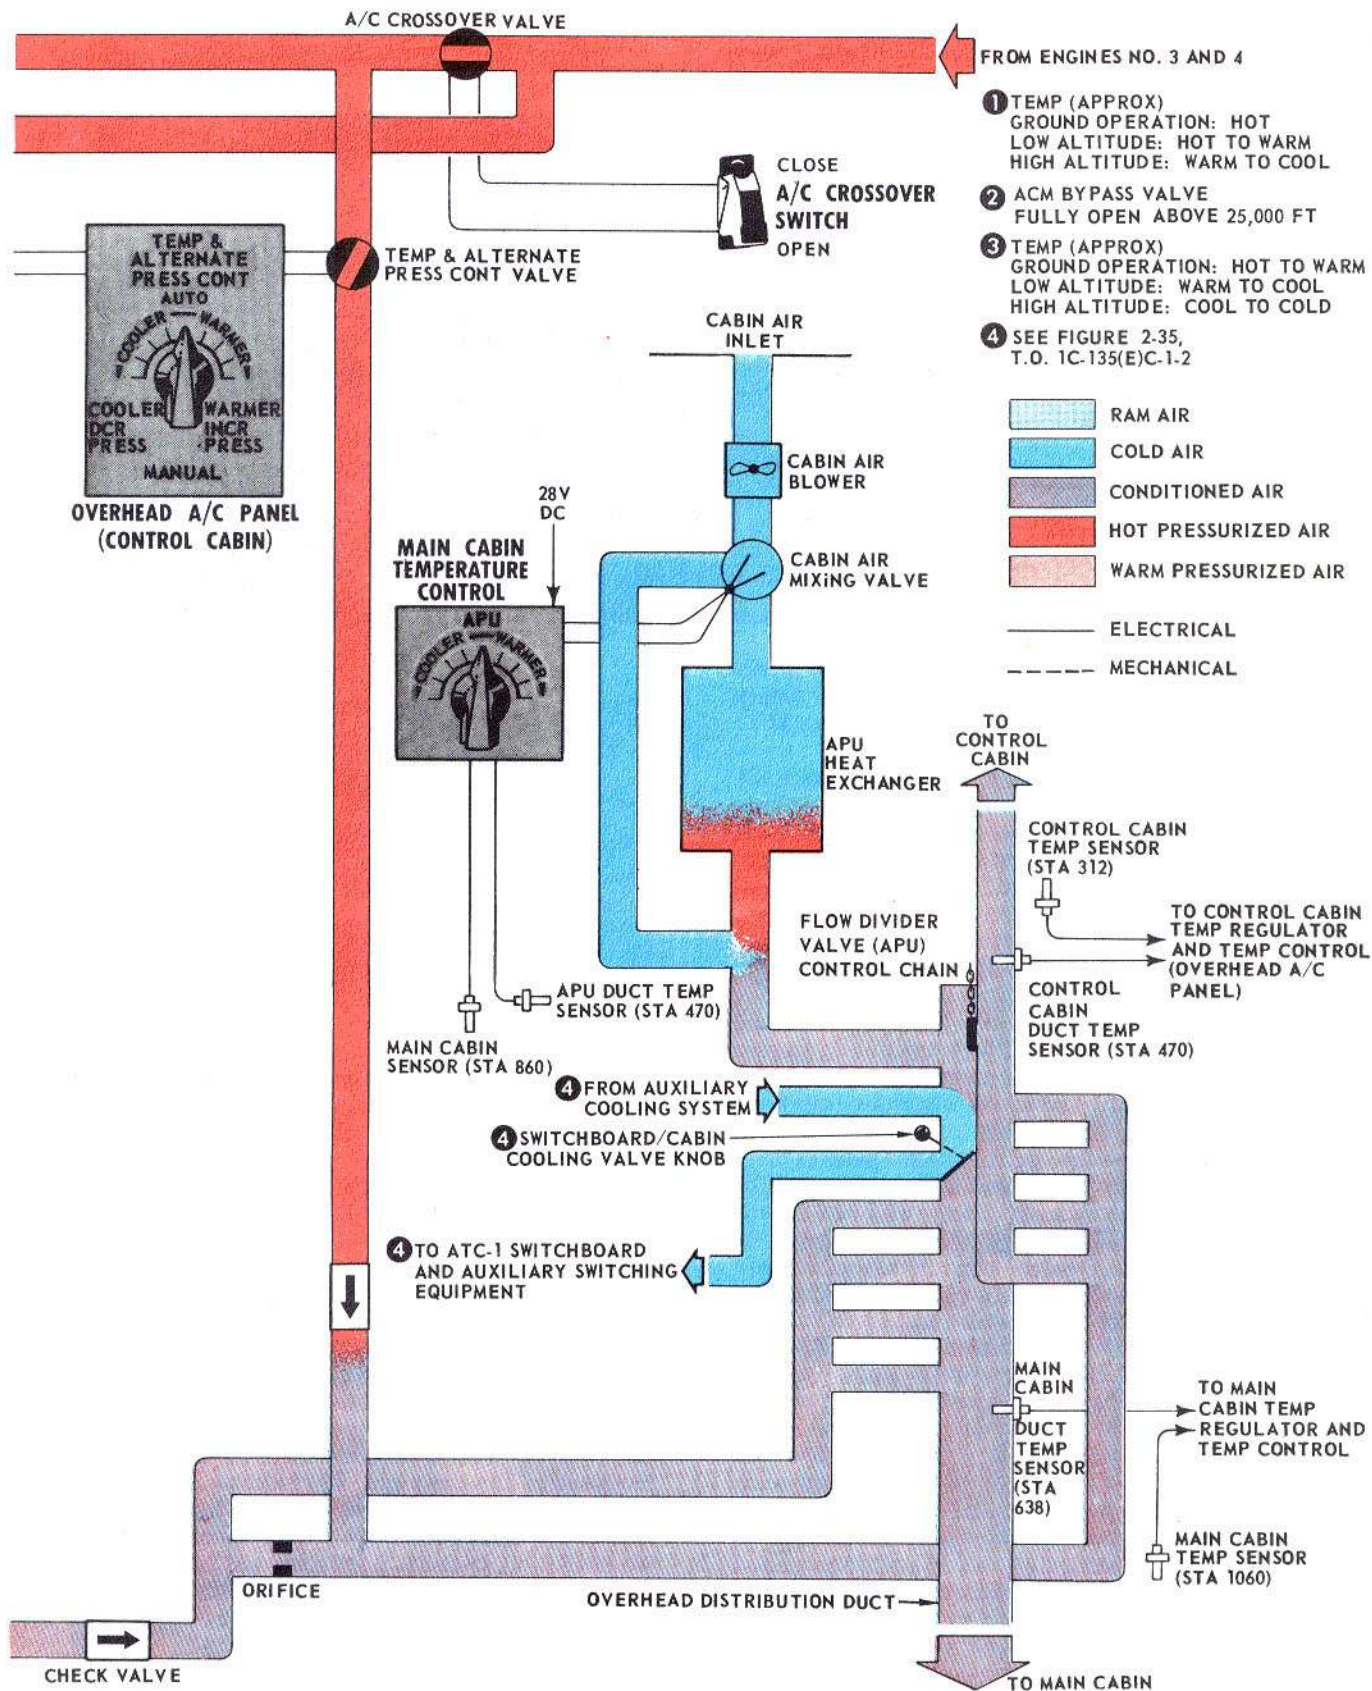 A/C CROSSOVER VALVE
FROM ENGINES NO. 3 AND 4
1 TEMP (APPROX)
GROUND OPERATION: HOT
LOW ALTITUDE: HOT TO WARM
HIGH ALTITUDE: WARM TO COOL
2 ACM BYPASS VALVE
FULLY OPEN ABOVE 25,000 FT
3 TEMP (APPROX)
GROUND OPERATION: HOT TO WARM
LOW ALTITUDE: WARM TO COOL
HIGH ALTITUDE: COOL TO COLD
4 SEE FIGURE 2-35,
T.O. 1C-135(E)C-1-2
CLOSE
A/C CROSSOVER
SWITCH
OPEN
TEMP &
ALTERNATE
PRESS CONT
AUTO
COOLER WARMER
COOLER
DCR
PRESS
WARMER
INCR
PRESS
MANUAL
OVERHEAD A/C PANEL
(CONTROL CABIN)
TEMP & ALTERNATE
PRESS CONT VALVE
CABIN AIR
INLET
CABIN AIR
BLOWER
CABIN AIR
MIXING VALVE
RAM AIR
COLD AIR
CONDITIONED AIR
HOT PRESSURIZED AIR
WARM PRESSURIZED AIR
ELECTRICAL
MECHANICAL
28V
DC
MAIN CABIN
TEMPERATURE
CONTROL
APU
COOLER WARMER
APU
HEAT
EXCHANGER
TO
CONTROL
CABIN
CONTROL CABIN
TEMP SENSOR
(STA 312)
TO CONTROL CABIN
TEMP REGULATOR
AND TEMP CONTROL
(OVERHEAD A/C
PANEL)
FLOW DIVIDER
VALVE (APU)
CONTROL CHAIN
CONTROL
CABIN
DUCT TEMP
SENSOR (STA 470)
APU DUCT TEMP
SENSOR (STA 470)
MAIN CABIN
SENSOR (STA 860)
4 FROM AUXILIARY
COOLING SYSTEM
4 SWITCHBOARD/CABIN
COOLING VALVE KNOB
4 TO ATC-1 SWITCHBOARD
AND AUXILIARY SWITCHING
EQUIPMENT
MAIN
CABIN
DUCT
TEMP
SENSOR
(STA
638)
TO MAIN
CABIN TEMP
REGULATOR AND
TEMP CONTROL
MAIN CABIN
TEMP SENSOR
(STA 1060)
ORIFICE
OVERHEAD DISTRIBUTION DUCT
CHECK VALVE
TO MAIN CABIN